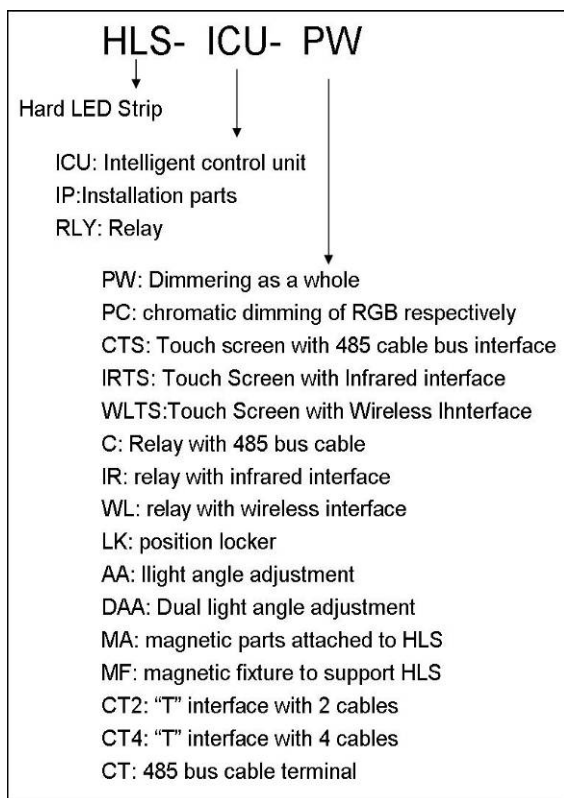 HLS- ICU- PW
Hard LED Strip
ICU: Intelligent control unit
IP:Installation parts
RLY: Relay
PW: Dimmering as a whole
PC: chromatic dimming of RGB respectively
CTS: Touch screen with 485 cable bus interface
IRTS: Touch Screen with Infrared interface
WLTS:Touch Screen with Wireless Ihnterface
C: Relay with 485 bus cable
IR: relay with infrared interface
WL: relay with wireless interface
LK: position locker
AA: llight angle adjustment
DAA: Dual light angle adjustment
MA: magnetic parts attached to HLS
MF: magnetic fixture to support HLS
CT2: “T” interface with 2 cables
CT4: “T” interface with 4 cables
CT: 485 bus cable terminal